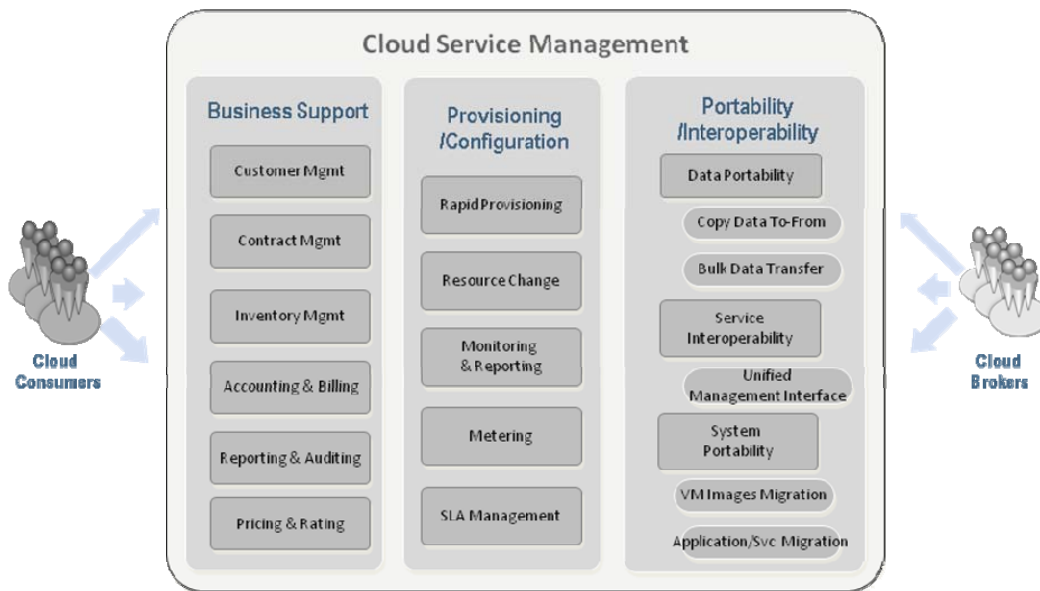 Cloud Service Management
Business Support
Customer Mgmt
Contract Mgmt
Inventory Mgmt
Accounting & Billing
Reporting & Auditing
Pricing & Rating
Provisioning
/Configuration
Rapid Provisioning
Resource Change
Monitoring
& Reporting
Metering
SLA Management
Portability
/Interoperability
Data Portability
Copy Data To-From
Bulk Data Transfer
Service
Interoperability
Unified
Management Interface
System
Portability
VM Images Migration
Application/Svc Migration
Cloud
Consumers
Cloud
Brokers